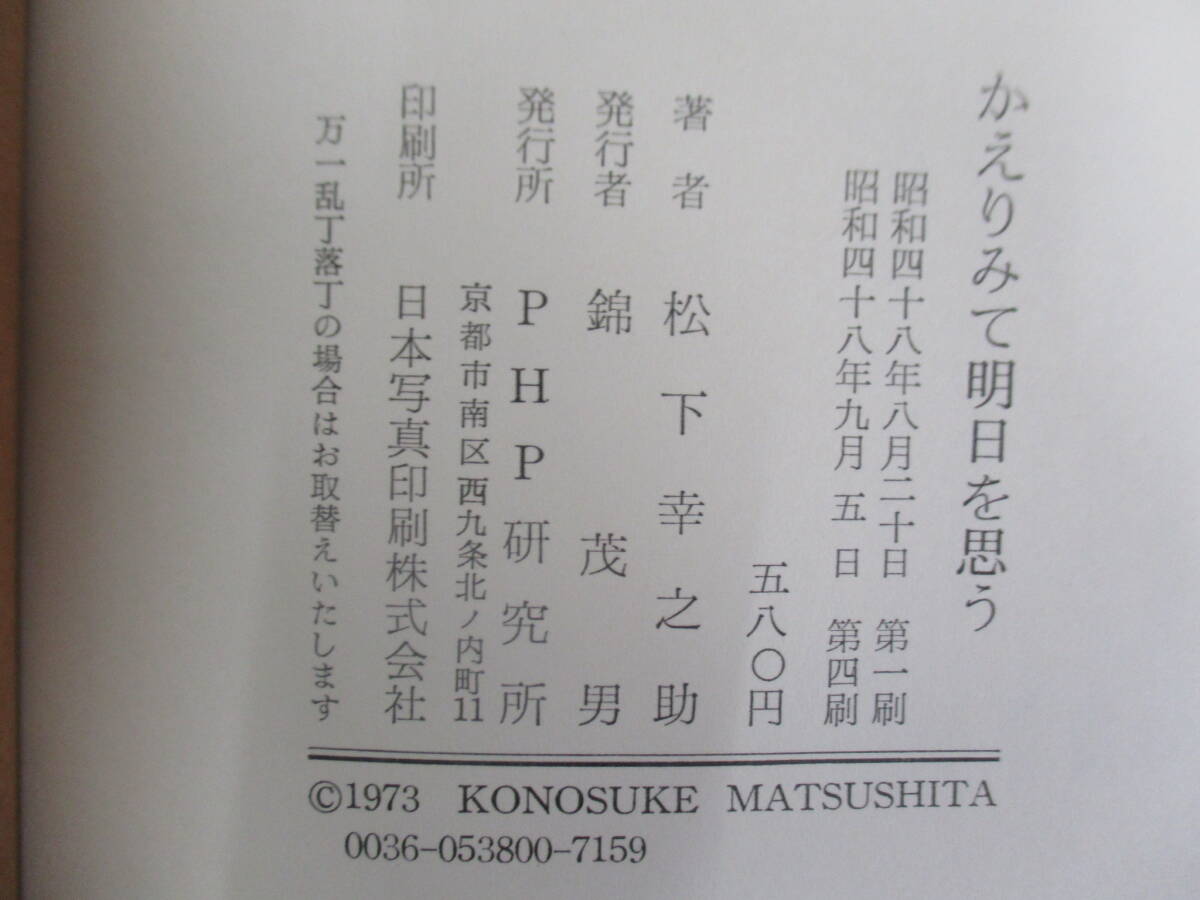 かえりみて明日を思う
昭和四十八年八月二十日　第一刷
昭和四十八年九月 五 日　第四刷
五八〇円
著　者　松下幸之助
発行者　錦　茂　男
発行所　PHP研究所
京都市南区西九条北ノ内町11
印刷所　日本写真印刷株式会社
万一乱丁落丁の場合はお取替えいたします
©1973 KONOSUKE MATSUSHITA
0036-053800-7159